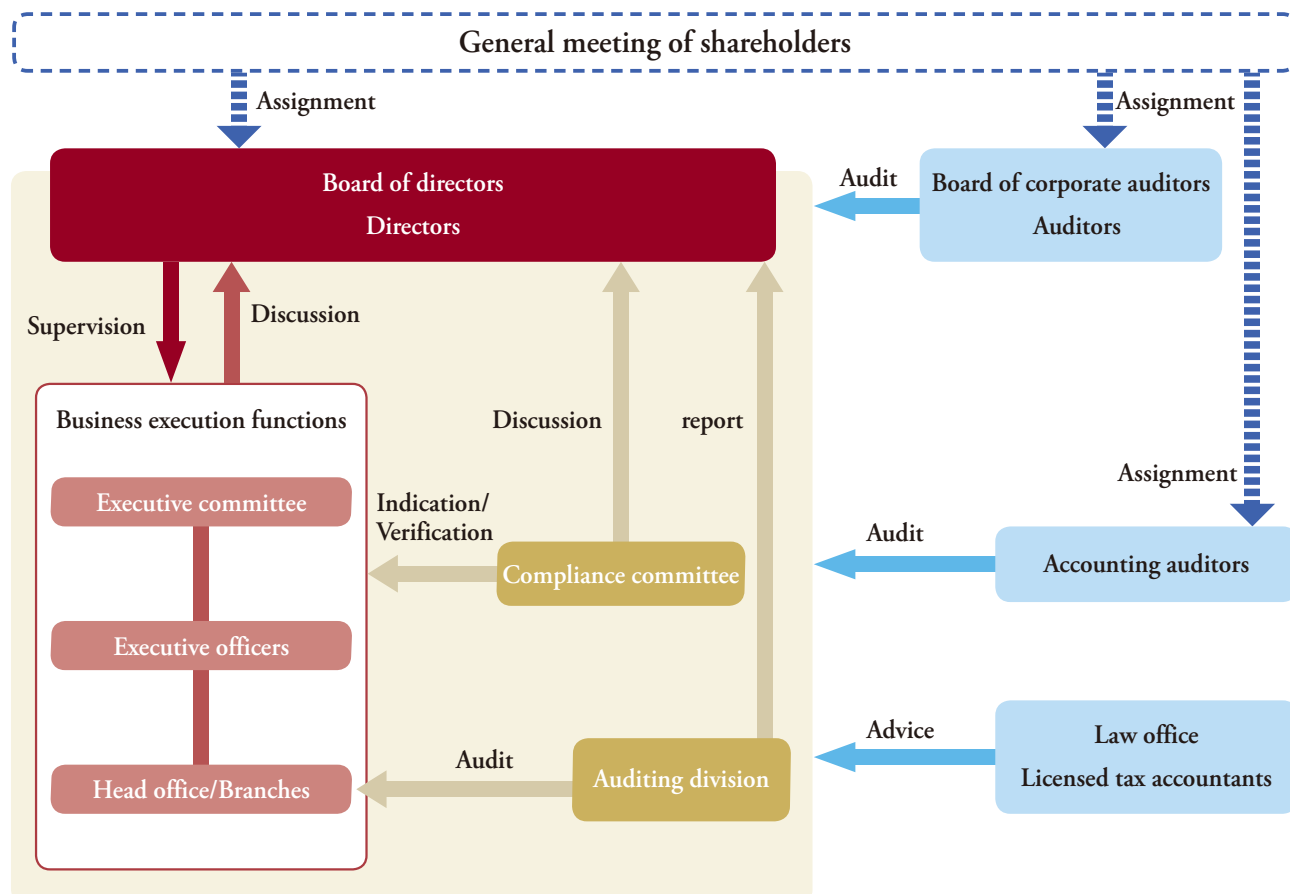 General meeting of shareholders
Assignment
Assignment
Board of directors
Directors
Audit
Board of corporate auditors
Auditors
Supervision
Discussion
Business execution functions
Discussion
report
Assignment
Executive committee
Indication/
Verification
Compliance committee
Audit
Accounting auditors
Executive officers
Advice
Law office
Licensed tax accountants
Audit
Auditing division
Head office/Branches